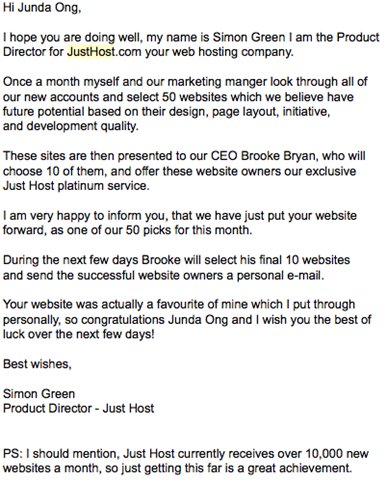 Hi Junda Ong,
I hope you are doing well, my name is Simon Green I am the Product
Director for JustHost.com your web hosting company.
Once a month myself and our marketing manger look through all of
our new accounts and select 50 websites which we believe have
future potential based on their design, page layout, initiative,
and development quality.
These sites are then presented to our CEO Brooke Bryan, who will
choose 10 of them, and offer these website owners our exclusive
Just Host platinum service.
I am very happy to inform you, that we have just put your website
forward, as one of our 50 picks for this month.
During the next few days Brooke will select his final 10 websites
and send the successful website owners a personal e-mail.
Your website was actually a favourite of mine which I put through
personally, so congratulations Junda Ong and I wish you the best of
luck over the next few days!
Best wishes,
Simon Green
Product Director - Just Host
PS: I should mention, Just Host currently receives over 10,000 new
websites a month, so just getting this far is a great achievement.